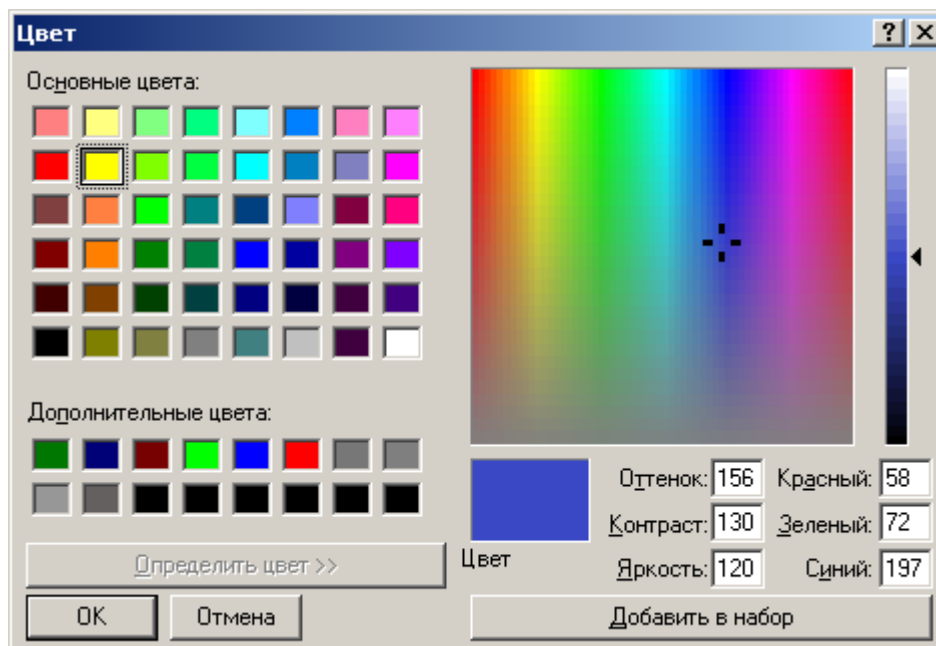 Цвет
Основные цвета:
Дополнительные цвета:
Определить цвет >>
OK
Отмена
Цвет
Оттенок: 156
Контраст: 130
Яркость: 120
Красный: 58
Зеленый: 72
Синий: 197
Добавить в набор